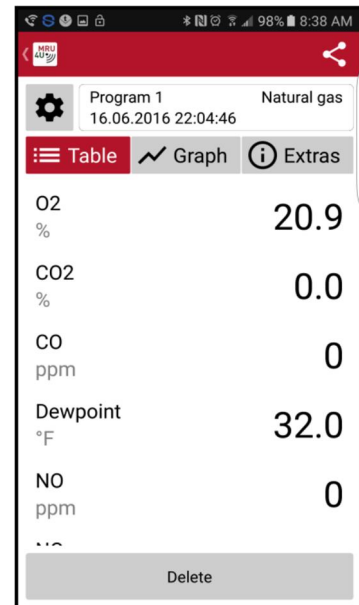 98% 8:38 AM
MRU
4U
Program 1 Natural gas
16.06.2016 22:04:46
Table Graph Extras
O2
% 20.9
CO2
% 0.0
CO
ppm 0
Dewpoint
°F 32.0
NO
ppm 0
Delete